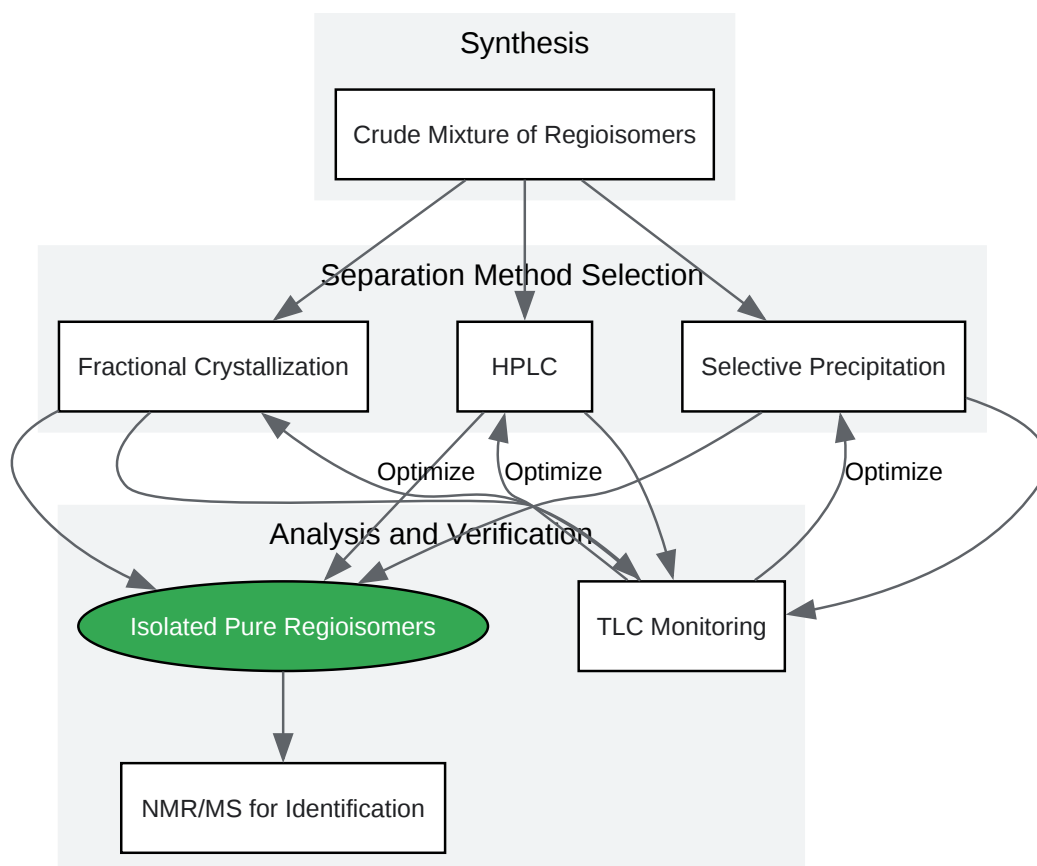 Synthesis
Crude Mixture of Regioisomers
Separation Method Selection
Fractional Crystallization
HPLC
Selective Precipitation
Optimize
Optimize
Optimize
Analysis and Verification
Isolated Pure Regioisomers
TLC Monitoring
NMR/MS for Identification